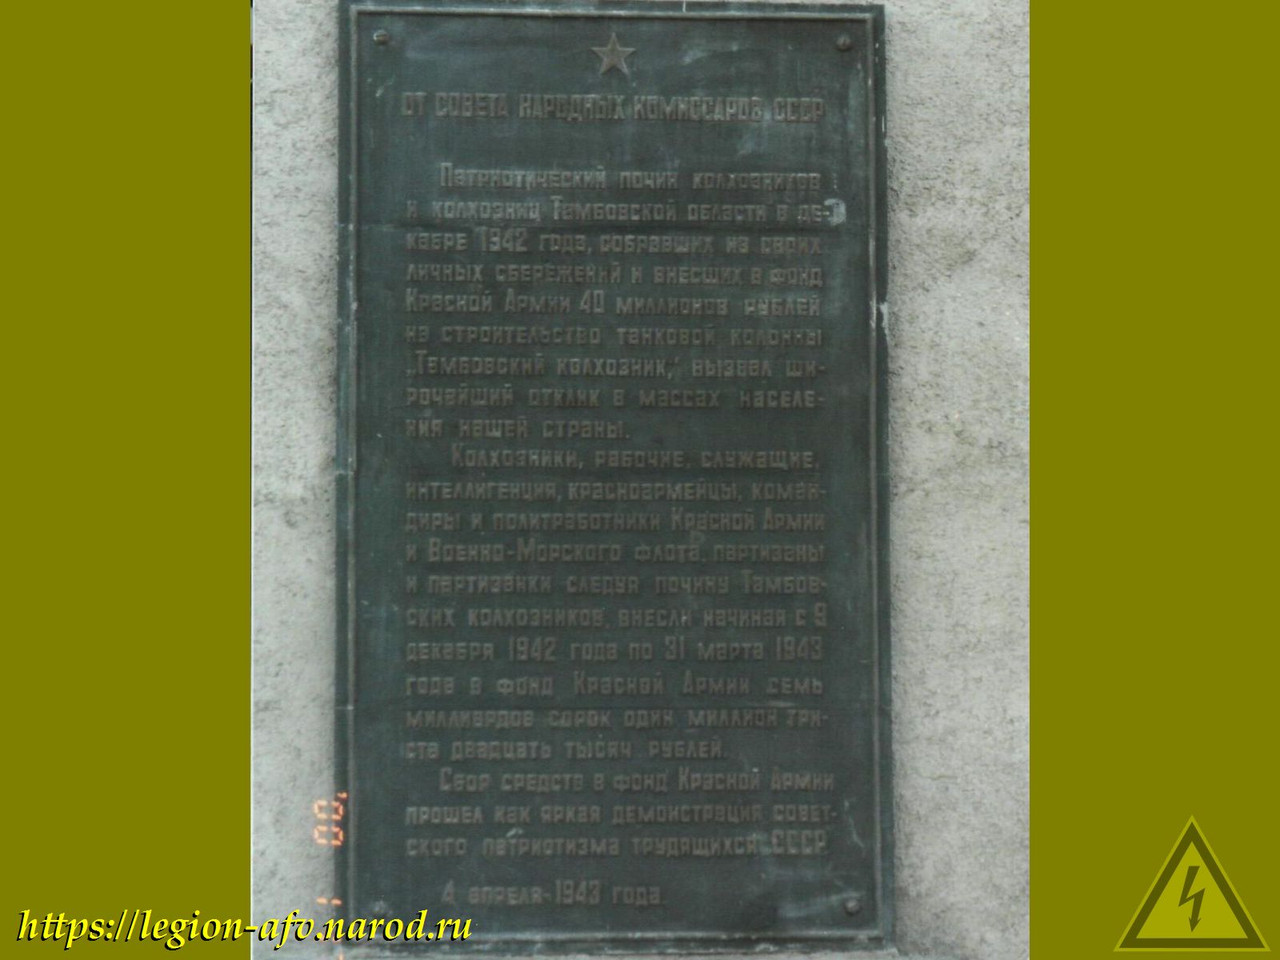 ОТ СОВЕТА НАРОДНЫХ КОМИССАРОВ СССР
Патриотический почин колхозников
и колхозниц Тамбовской области в де-
кабре 1942 года, собравших из своих
личных сбережений и внесших в фонд
Красной Армии 40 миллионов рублей
на строительство танковой колонны
„Тамбовский колхозник,“ вызвал ши-
рочайший отклик в массах населе-
ния нашей страны.
Колхозники, рабочие, служащие,
интеллигенция, красноармейцы, коман-
диры и политработники Красной Армии
и Военно-Морского флота, партизаны
и партизанки следуя почину Тамбов-
ских колхозников, внесли начиная с 9
декабря 1942 года по 31 марта 1943
года в фонд Красной Армии семь
миллиардов сорок один миллион три-
ста двадцать тысяч рублей.
Сбор средств в фонд Красной Армии
прошел как яркая демонстрация совет-
ского патриотизма трудящихся СССР
4 апреля-1943 года.
https://legion-afo.narod.ru